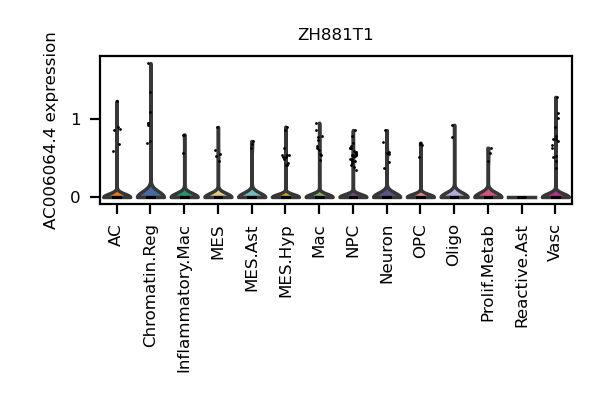 ZH881T1
AC006064.4 expression
1
0
AC
Chromatin.Reg
Inflammatory.Mac
MES
MES.Ast
MES.Hyp
Mac
NPC
Neuron
OPC
Oligo
Prolif.Metab
Reactive.Ast
Vasc